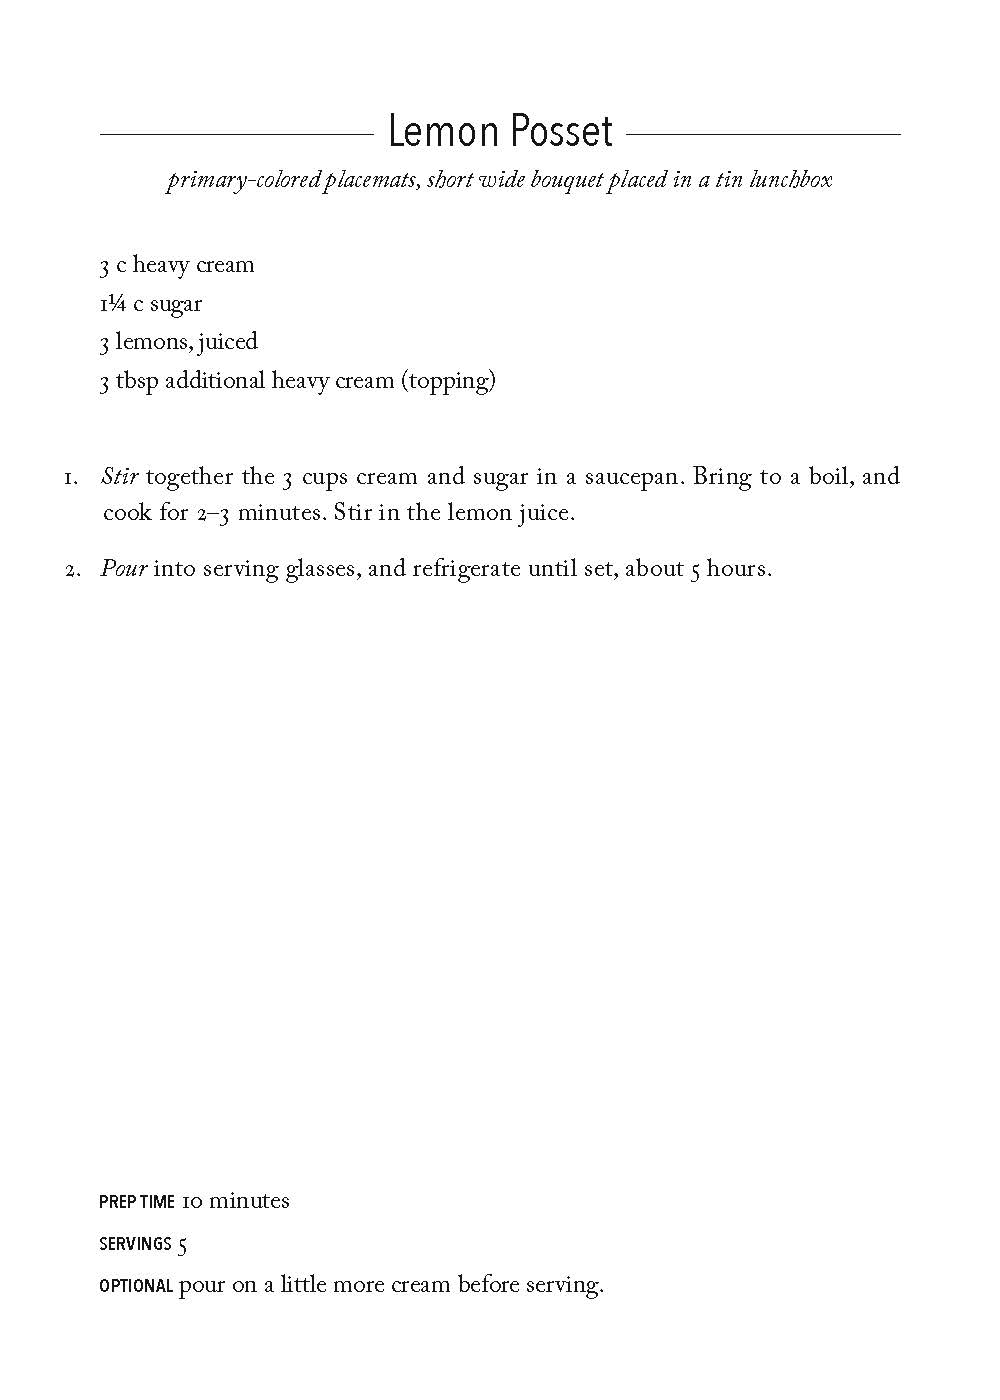 Lemon Posset
primary-colored placemats, short wide bouquet placed in a tin lunchbox
3 c heavy cream
1¼ c sugar
3 lemons, juiced
3 tbsp additional heavy cream (topping)
1. Stir together the 3 cups cream and sugar in a saucepan. Bring to a boil, and
cook for 2–3 minutes. Stir in the lemon juice.
2. Pour into serving glasses, and refrigerate until set, about 5 hours.
PREP TIME 10 minutes
SERVINGS 5
OPTIONAL pour on a little more cream before serving.